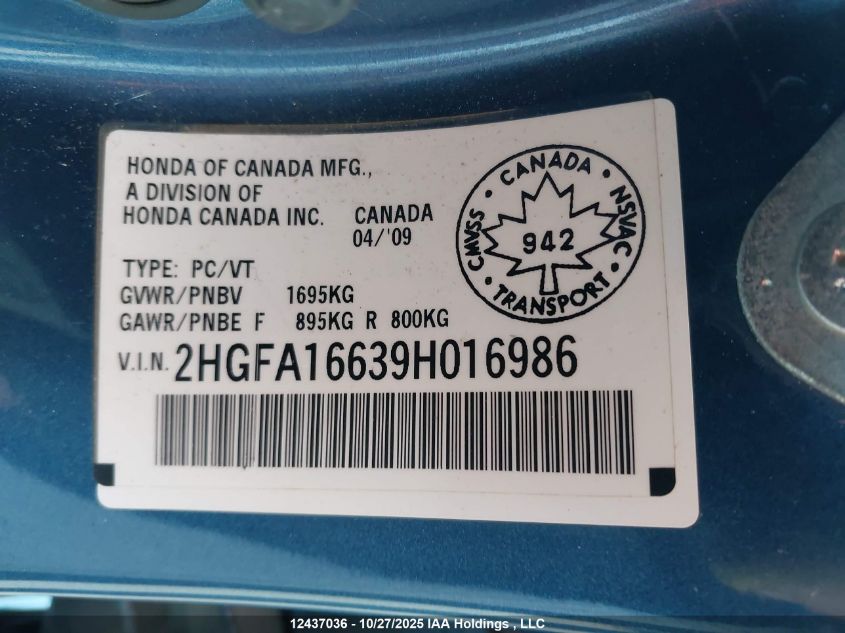 HONDA OF CANADA MFG.,
A DIVISION OF
HONDA CANADA INC. CANADA
04/'09
TYPE: PC/VT
GVWR/PNBV 1695KG
GAWR/PNBE F 895KG R 800KG
V.I.N. 2HGFA16639H016986
CMVSS • CANADA • NSVAC • TRANSPORT •
942
12437036 - 10/27/2025 IAA Holdings , LLC